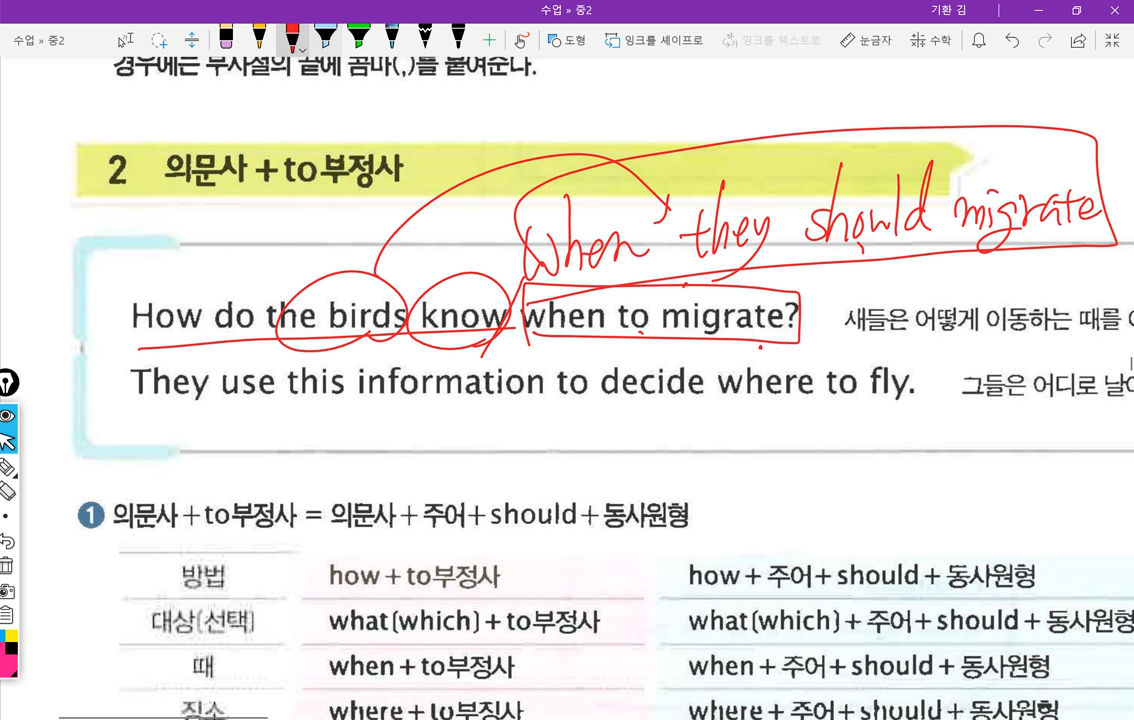 수업 » 중2
기환 김
수업 » 중2
도형
잉크를 셰이프로
잉크를 텍스트로
눈금자
수학
경우에는 부사절의 끝에 콤마(,)를 붙여준다.
2 의문사 + to부정사
when they should migrate
How do the birds know when to migrate? 새들은 어떻게 이동하는 때를
They use this information to decide where to fly. 그들은 어디로
1 의문사 + to부정사 = 의문사 + 주어 + should + 동사원형
방법 how + to부정사 how + 주어 + should + 동사원형
대상(선택) what(which) + to부정사 what(which) + 주어 + should + 동사원형
때 when + to부정사 when + 주어 + should + 동사원형
장소 where + to부정사 where + 주어 + should + 동사원형